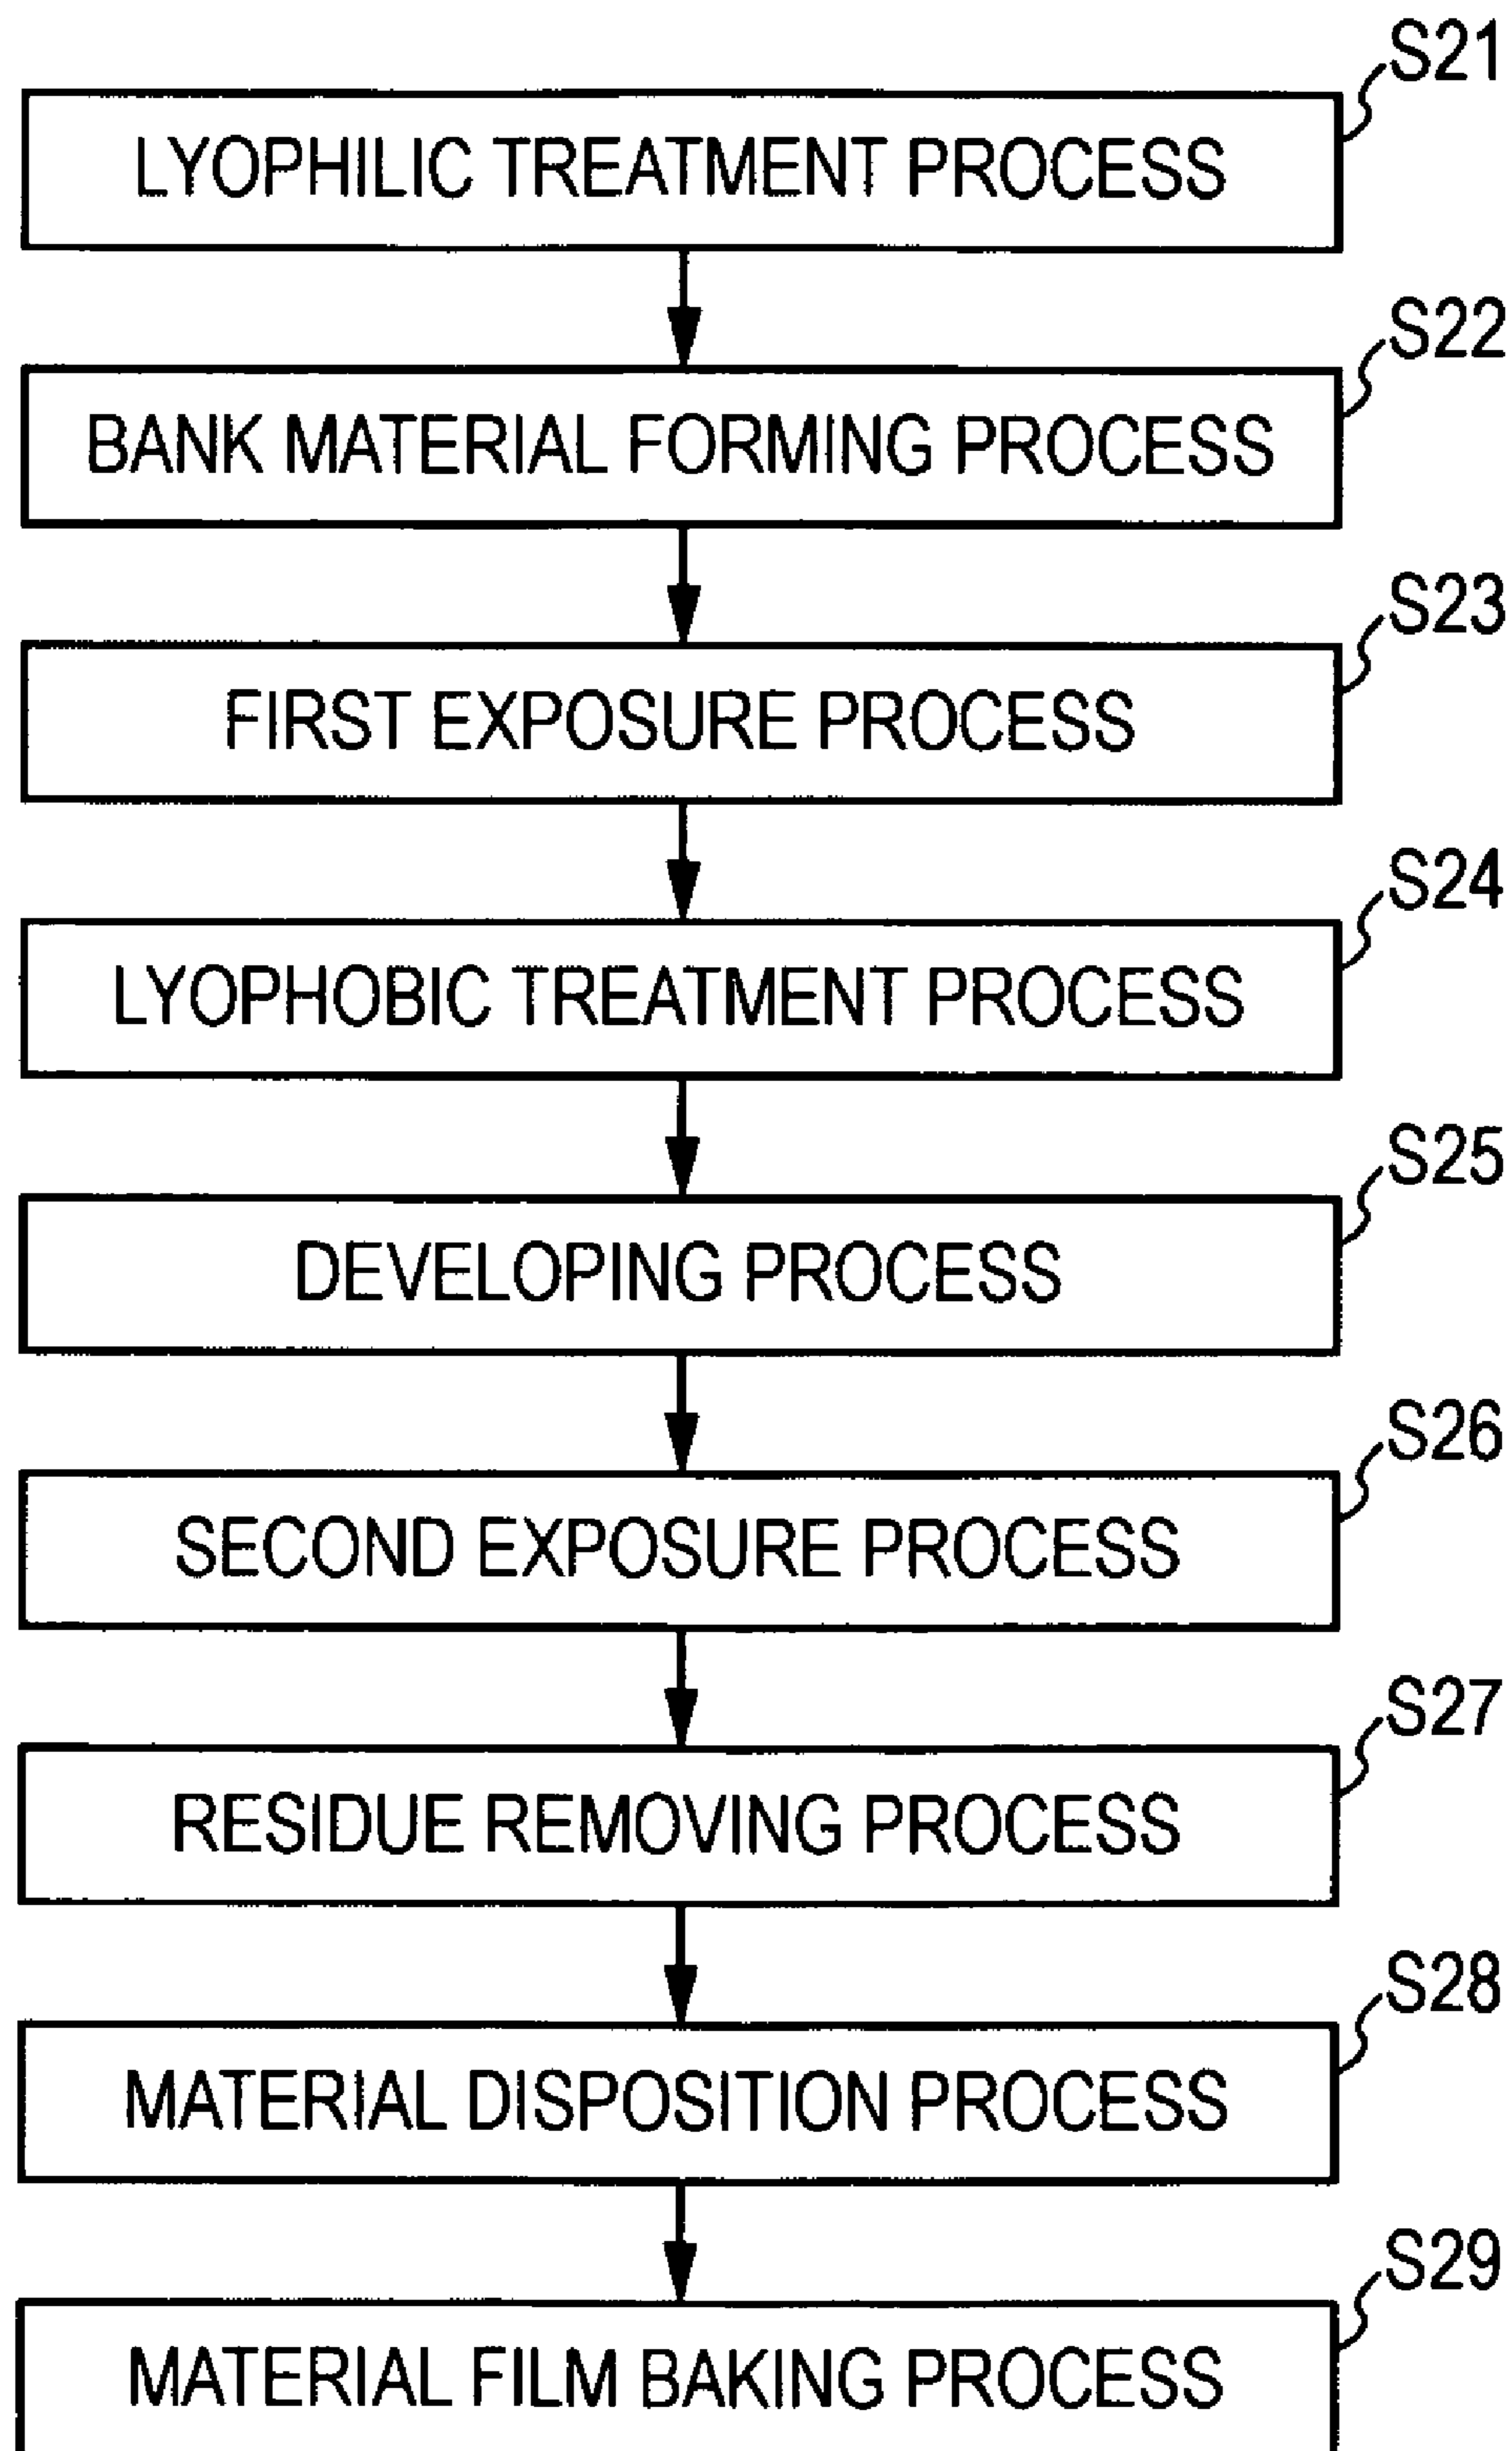 S21
LYOPHILIC TREATMENT PROCESS
S22
BANK MATERIAL FORMING PROCESS
S23
FIRST EXPOSURE PROCESS
S24
LYOPHOBIC TREATMENT PROCESS
S25
DEVELOPING PROCESS
S26
SECOND EXPOSURE PROCESS
S27
RESIDUE REMOVING PROCESS
S28
MATERIAL DISPOSITION PROCESS
S29
MATERIAL FILM BAKING PROCESS